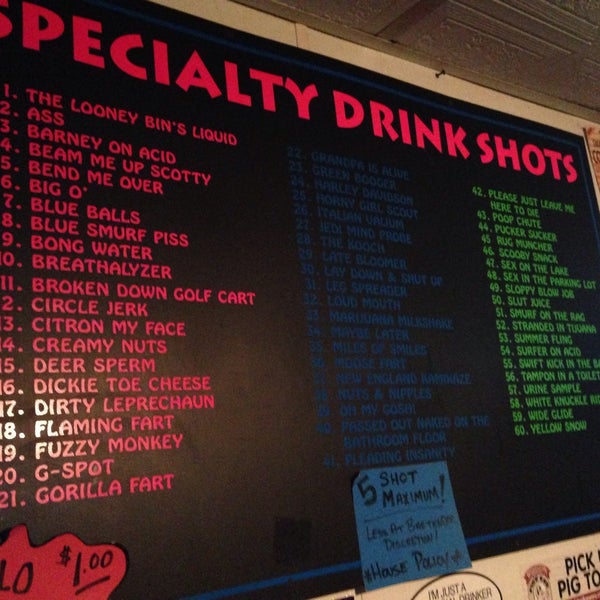 SPECIALTY DRINK SHOTS
1. THE LOONEY BIN'S LIQUID
2. ASS
3. BARNEY ON ACID
4. BEAM ME UP SCOTTY
5. BEND ME OVER
6. BIG O'
7. BLUE BALLS
8. BLUE SMURF PISS
9. BONG WATER
10. BREATHALYZER
11. BROKEN DOWN GOLF CART
2. CIRCLE JERK
13. CITRON MY FACE
14. CREAMY NUTS
15. DEER SPERM
16. DICKIE TOE CHEESE
17. DIRTY LEPRECHAUN
18. FLAMING FART
19. FUZZY MONKEY
20. G-SPOT
21. GORILLA FART
22. GRANDPA IS ALIVE
23. GREEN BOOGER
24. HARLEY DAVIDSON
25. HORNY GIRL SCOUT
26. ITALIAN VALIUM
27. JEDI MIND PROBE
28. THE KOOCH
29. LATE BLOOMER
30. LAY DOWN & SHUT UP
31. LEG SPREADER
32. LOUD MOUTH
33. MARIJUANA MILKSHAKE
34. MAYBE LATER
35. MILES OF SMILES
36. MOOSE FART
37. NEW ENGLAND KAMIKAZE
38. NUTS & NIPPLES
39. OH MY GOSH!
40. PASSED OUT NAKED ON THE
BATHROOM FLOOR
41. PLEADING INSANITY
42. PLEASE JUST LEAVE ME
HERE TO DIE
43. POOP CHUTE
44. PUCKER SUCKER
45. RUG MUNCHER
46. SCOOBY SNACK
47. SEX ON THE LAKE
48. SEX IN THE PARKING LOT
49. SLOPPY BLOW JOB
50. SLUT JUICE
51. SMURF ON THE RAG
52. STRANDED IN TIJUANA
53. SUMMER FLING
54. SURFER ON ACID
55. SWIFT KICK IN THE BA
56. TAMPON IN A TOILET
57. URINE SAMPLE
58. WHITE KNUCKLE RI
59. WIDE GLIDE
60. YELLOW SNOW
5 SHOT
MAXIMUM!
LESS AT BARTENDER
DISCRETION!
*HOUSE POLICY*
LO $1.00
I'M JUST A
DRINKER
PICK
PIG TO